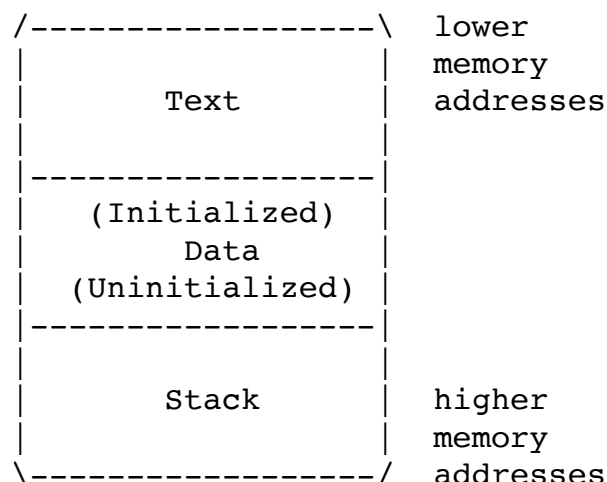 /------------------\ lower
| | memory
| Text | addresses
| |
|------------------|
| (Initialized) |
| Data |
| (Uninitialized) |
|------------------|
| |
| Stack | higher
| | memory
\------------------/ addresses